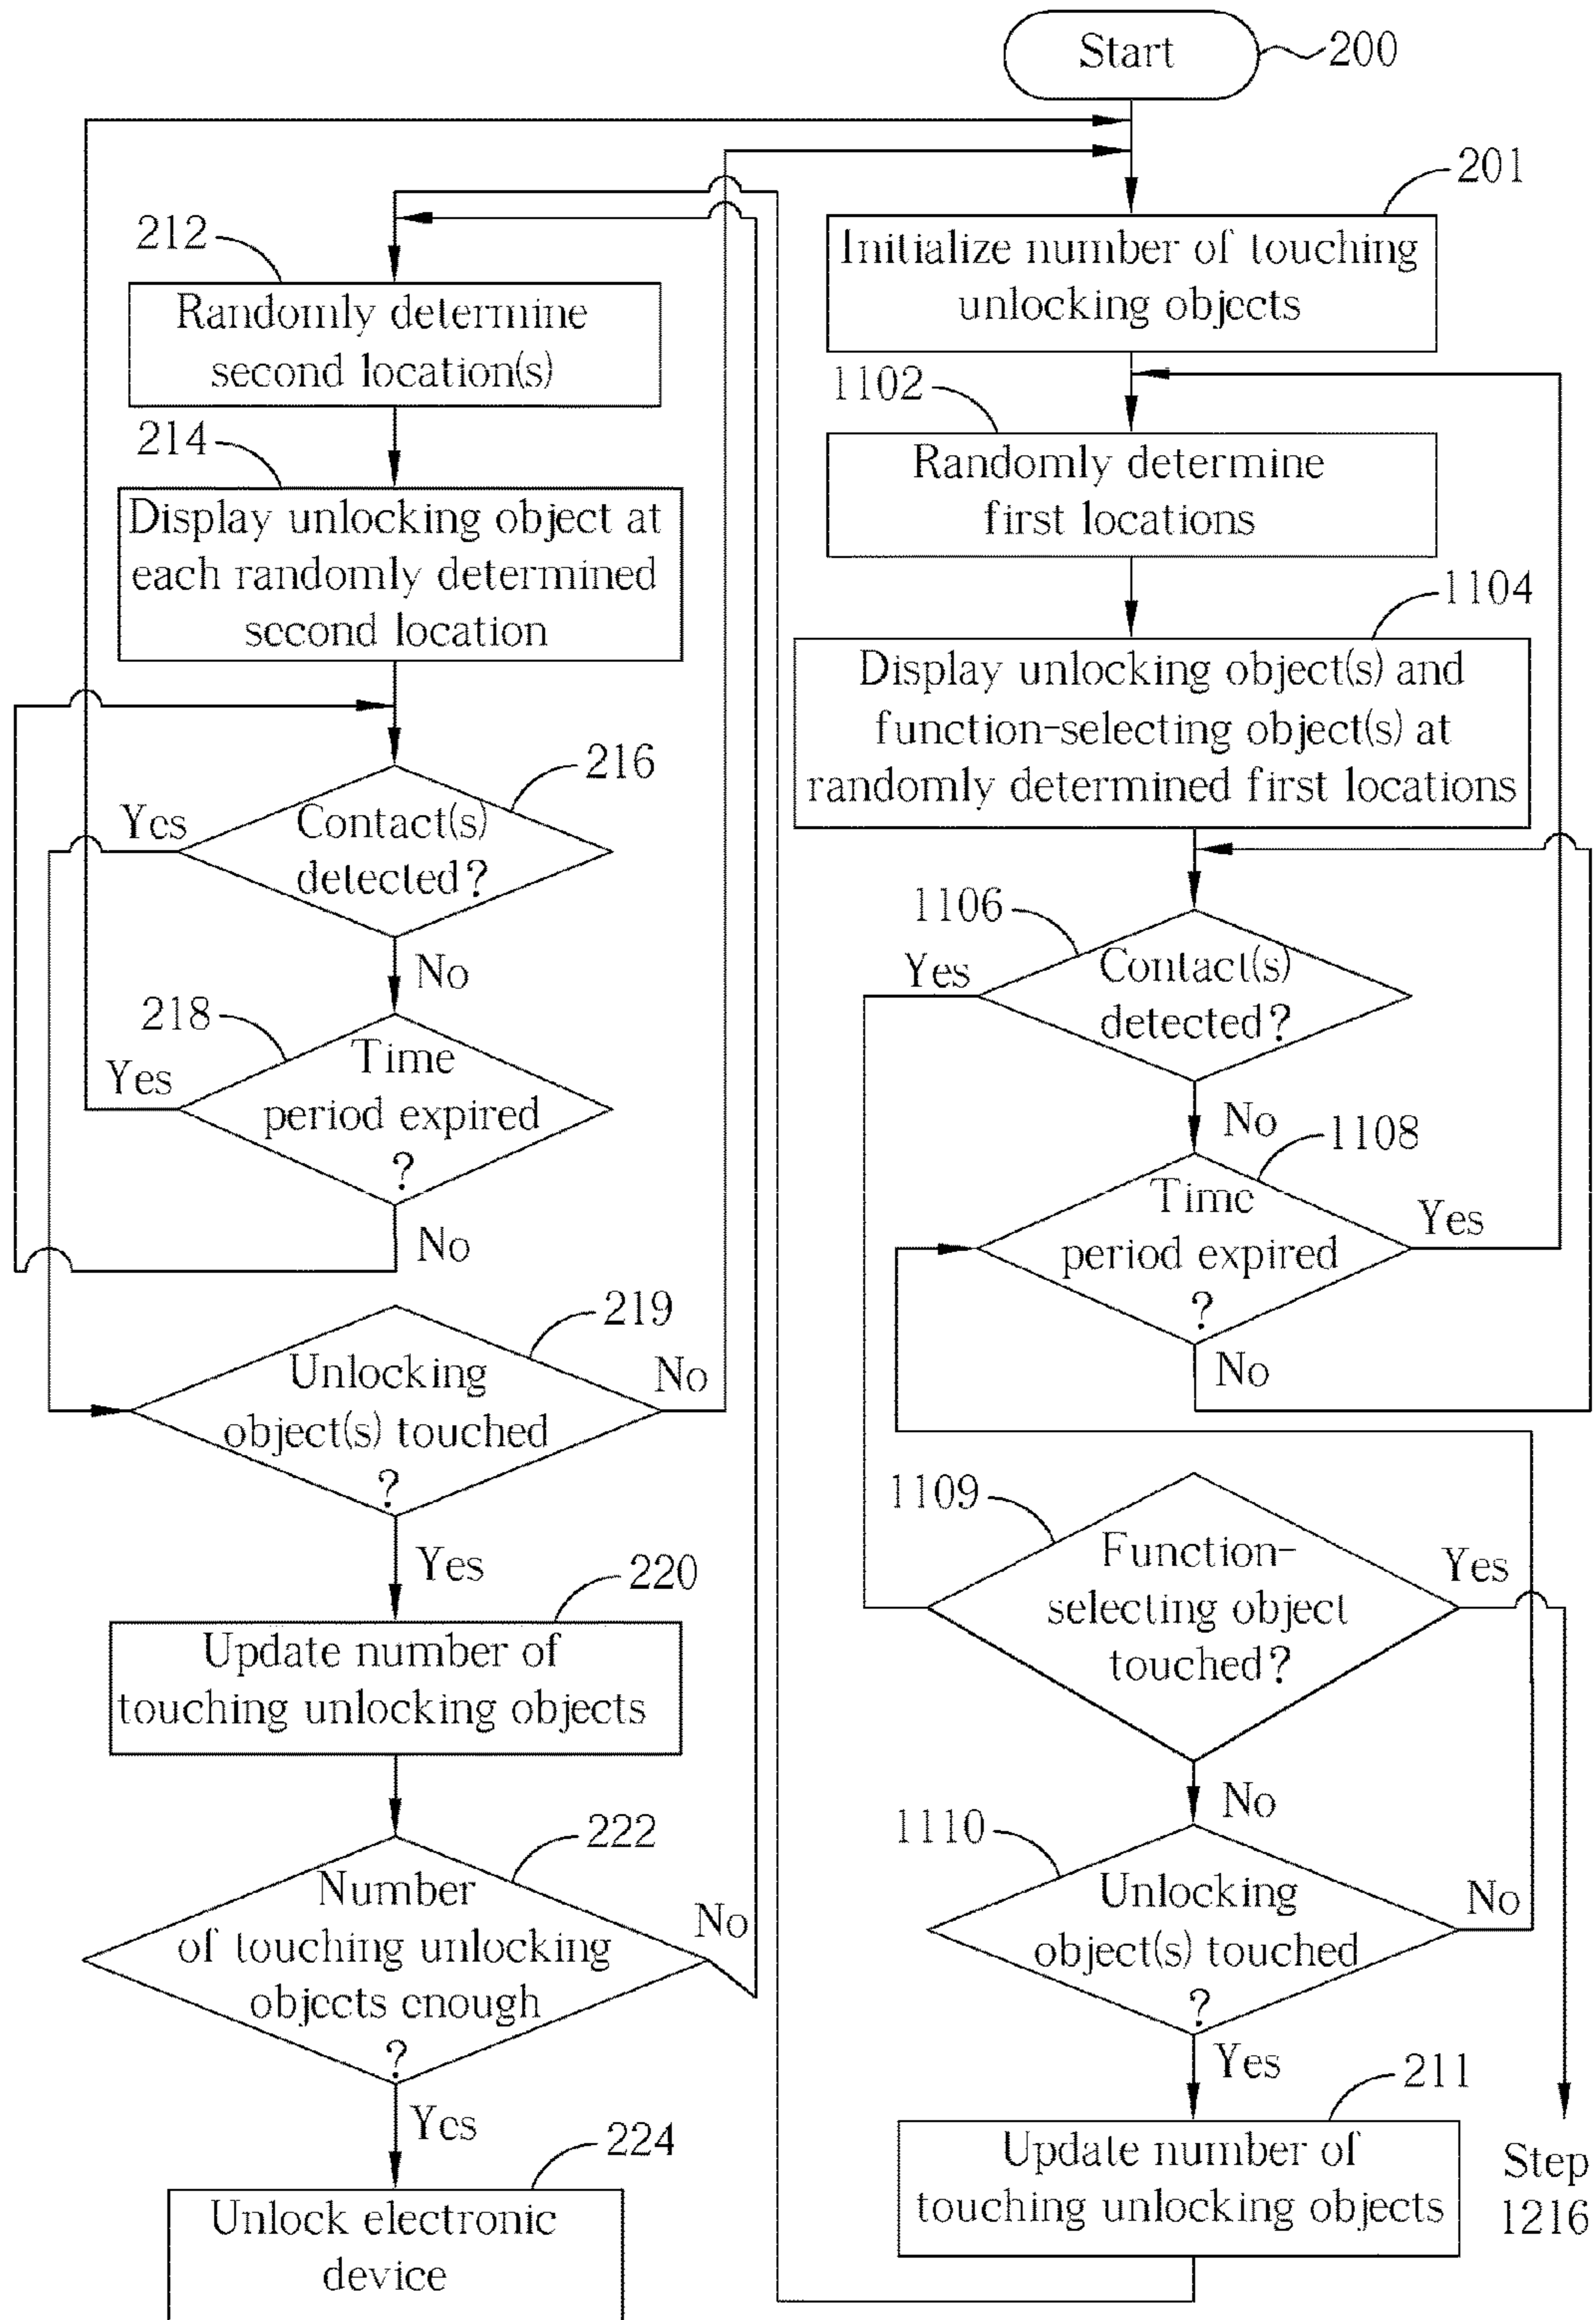 Start
200
201
Initialize number of touching
unlocking objects
1102
Randomly determine
first locations
1104
Display unlocking object(s) and
function-selecting object(s) at
randomly determined first locations
1106
Contact(s)
detected?
Yes
No
1108
Time
period expired
?
Yes
No
1109
Function-
selecting object
touched?
Yes
No
1110
Unlocking
object(s) touched
?
No
Yes
211
Update number of
touching unlocking objects
Step
1216
212
Randomly determine
second location(s)
214
Display unlocking object at
each randomly determined
second location
216
Contact(s)
detected?
Yes
No
218
Time
period expired
?
Yes
No
219
Unlocking
object(s) touched
?
No
Yes
220
Update number of
touching unlocking objects
222
Number
of touching unlocking
objects enough
?
No
Yes
224
Unlock electronic
device